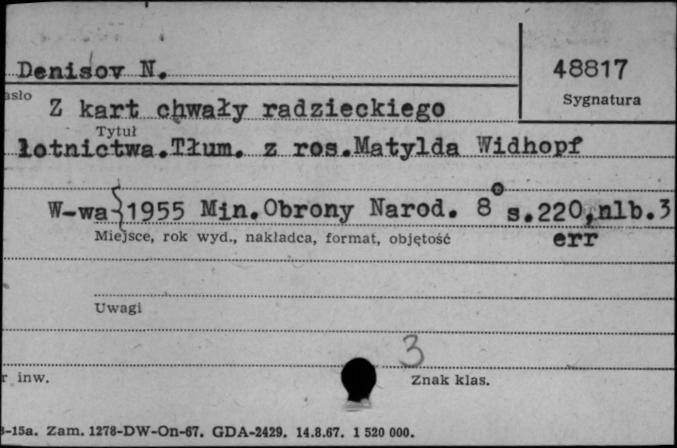 Denisov N.
48817
asło
Sygnatura
Z kart chwały radzieckiego
Tytuł
lotnictwa.Tłum. z ros.Matylda Widhopf
W-wa 1955 Min.Obrony Narod. 8° s.220,nlb.3
Miejsce, rok wyd., nakładca, format, objętość
err
Uwagi
3
r inw.
Znak klas.
-15a. Zam. 1278-DW-On-67. GDA-2429. 14.8.67. 1 520 000.